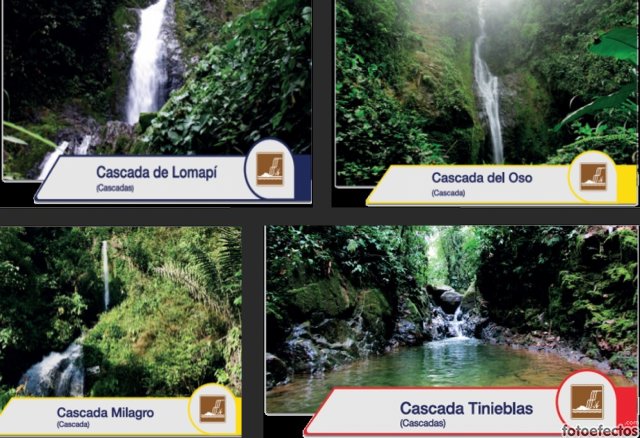 Cascada de Lomapí
(Cascadas)
Cascada del Oso
(Cascada)
Cascada Milagro
(Cascada)
Cascada Tinieblas
(Cascadas)
fotoefectos